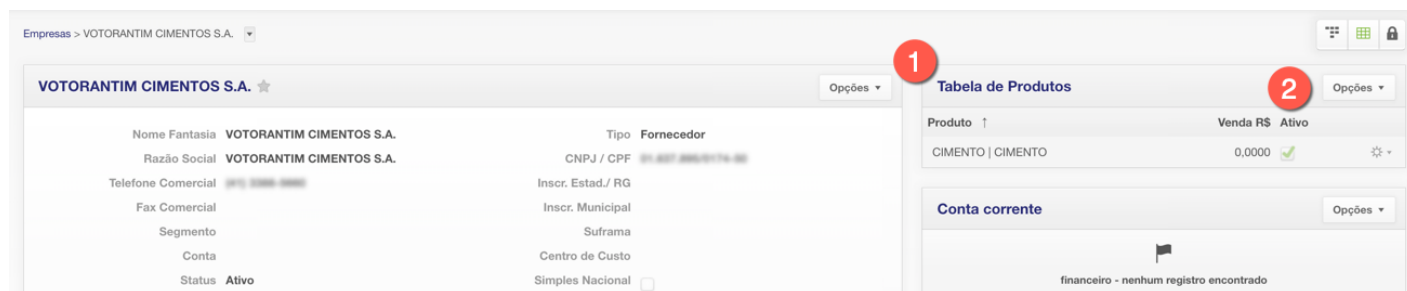 Empresas > VOTORANTIM CIMENTOS S.A.
VOTORANTIM CIMENTOS S.A.
Opções
Nome Fantasia VOTORANTIM CIMENTOS S.A. Tipo Fornecedor
Razão Social VOTORANTIM CIMENTOS S.A. CNPJ / CPF
Telefone Comercial Inscr. Estad./ RG
Fax Comercial Inscr. Municipal
Segmento Suframa
Conta Centro de Custo
Status Ativo Simples Nacional
1
Tabela de Produtos 2 Opções
Produto ↑ Venda R$ Ativo
CIMENTO | CIMENTO 0,0000
Conta corrente Opções
financeiro - nenhum registro encontrado